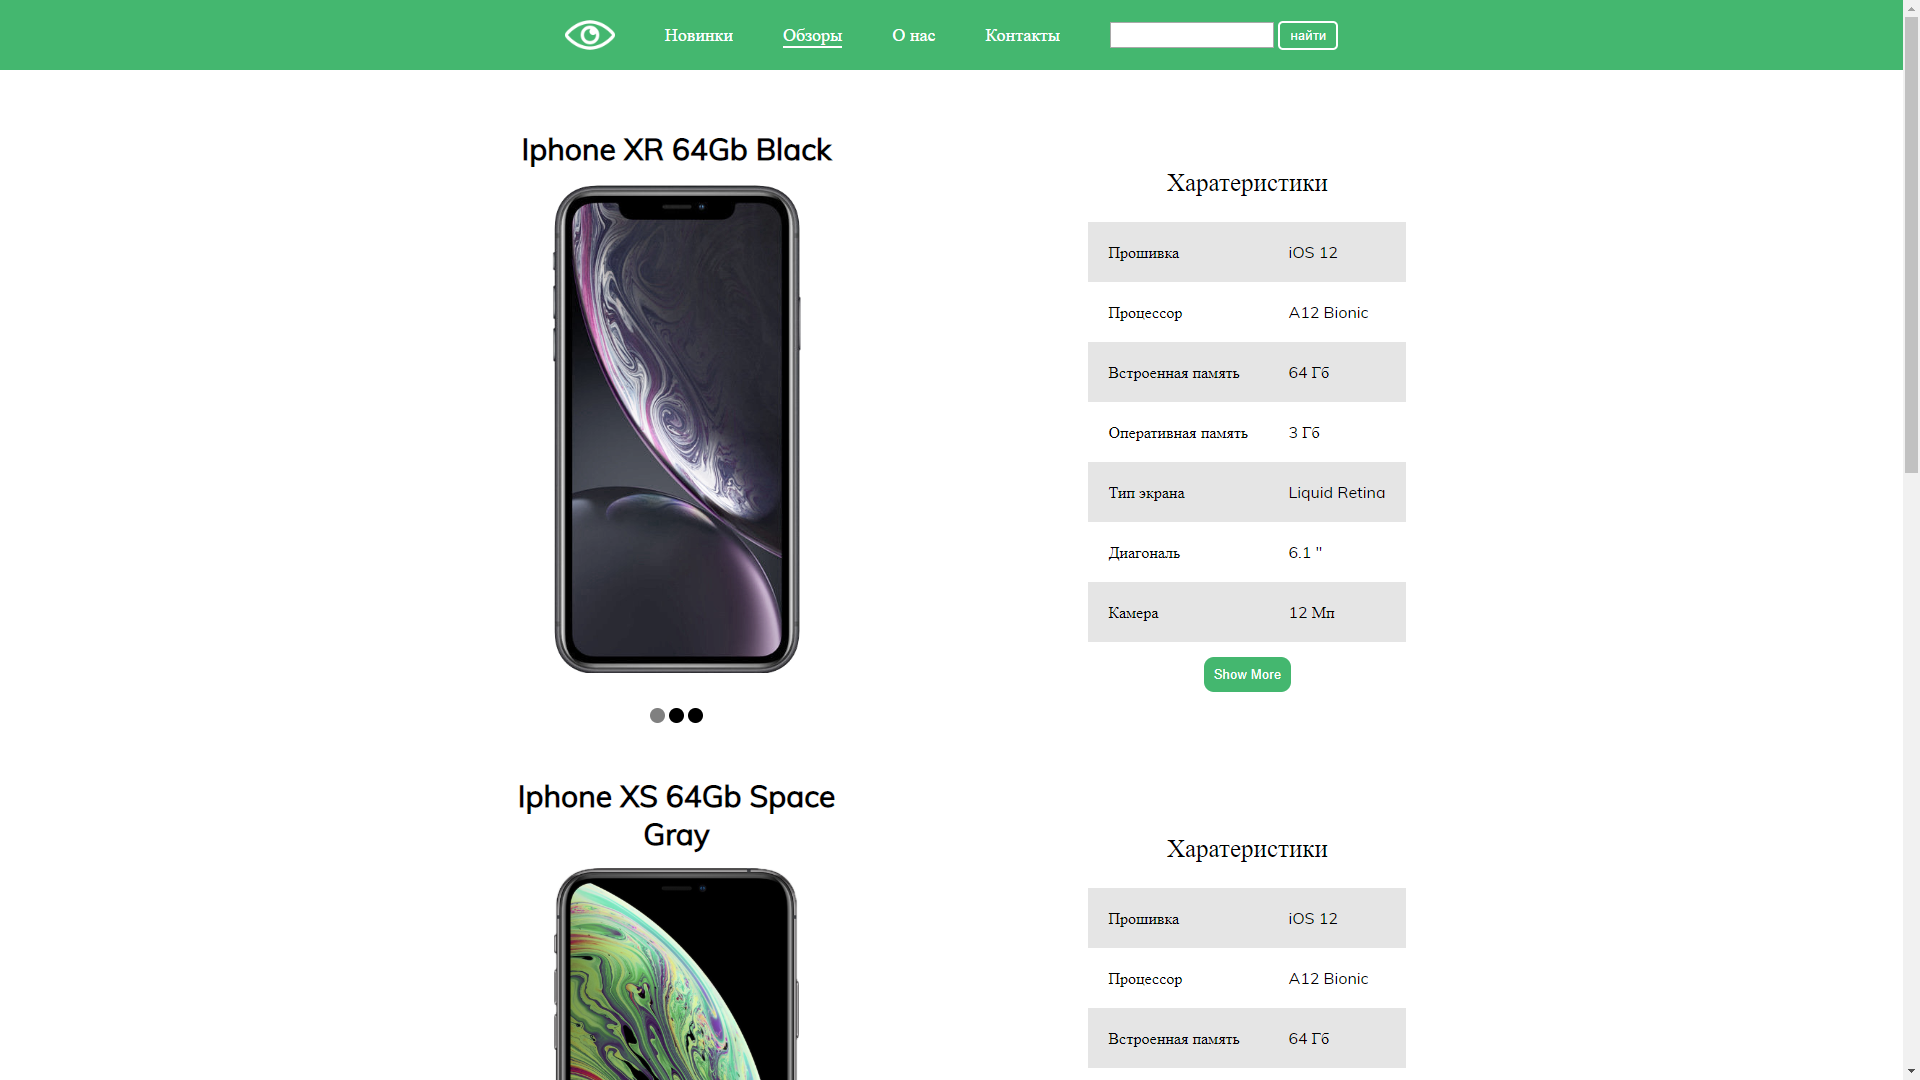 Новинки
Обзоры
О нас
Контакты
найти
Iphone XR 64Gb Black
Харатеристики
Прошивка iOS 12
Процессор A12 Bionic
Встроенная память 64 Гб
Оперативная память 3 Гб
Тип экрана Liquid Retina
Диагональ 6.1 "
Камера 12 Мп
Show More
Iphone XS 64Gb Space
Gray
Харатеристики
Прошивка iOS 12
Процессор A12 Bionic
Встроенная память 64 Гб